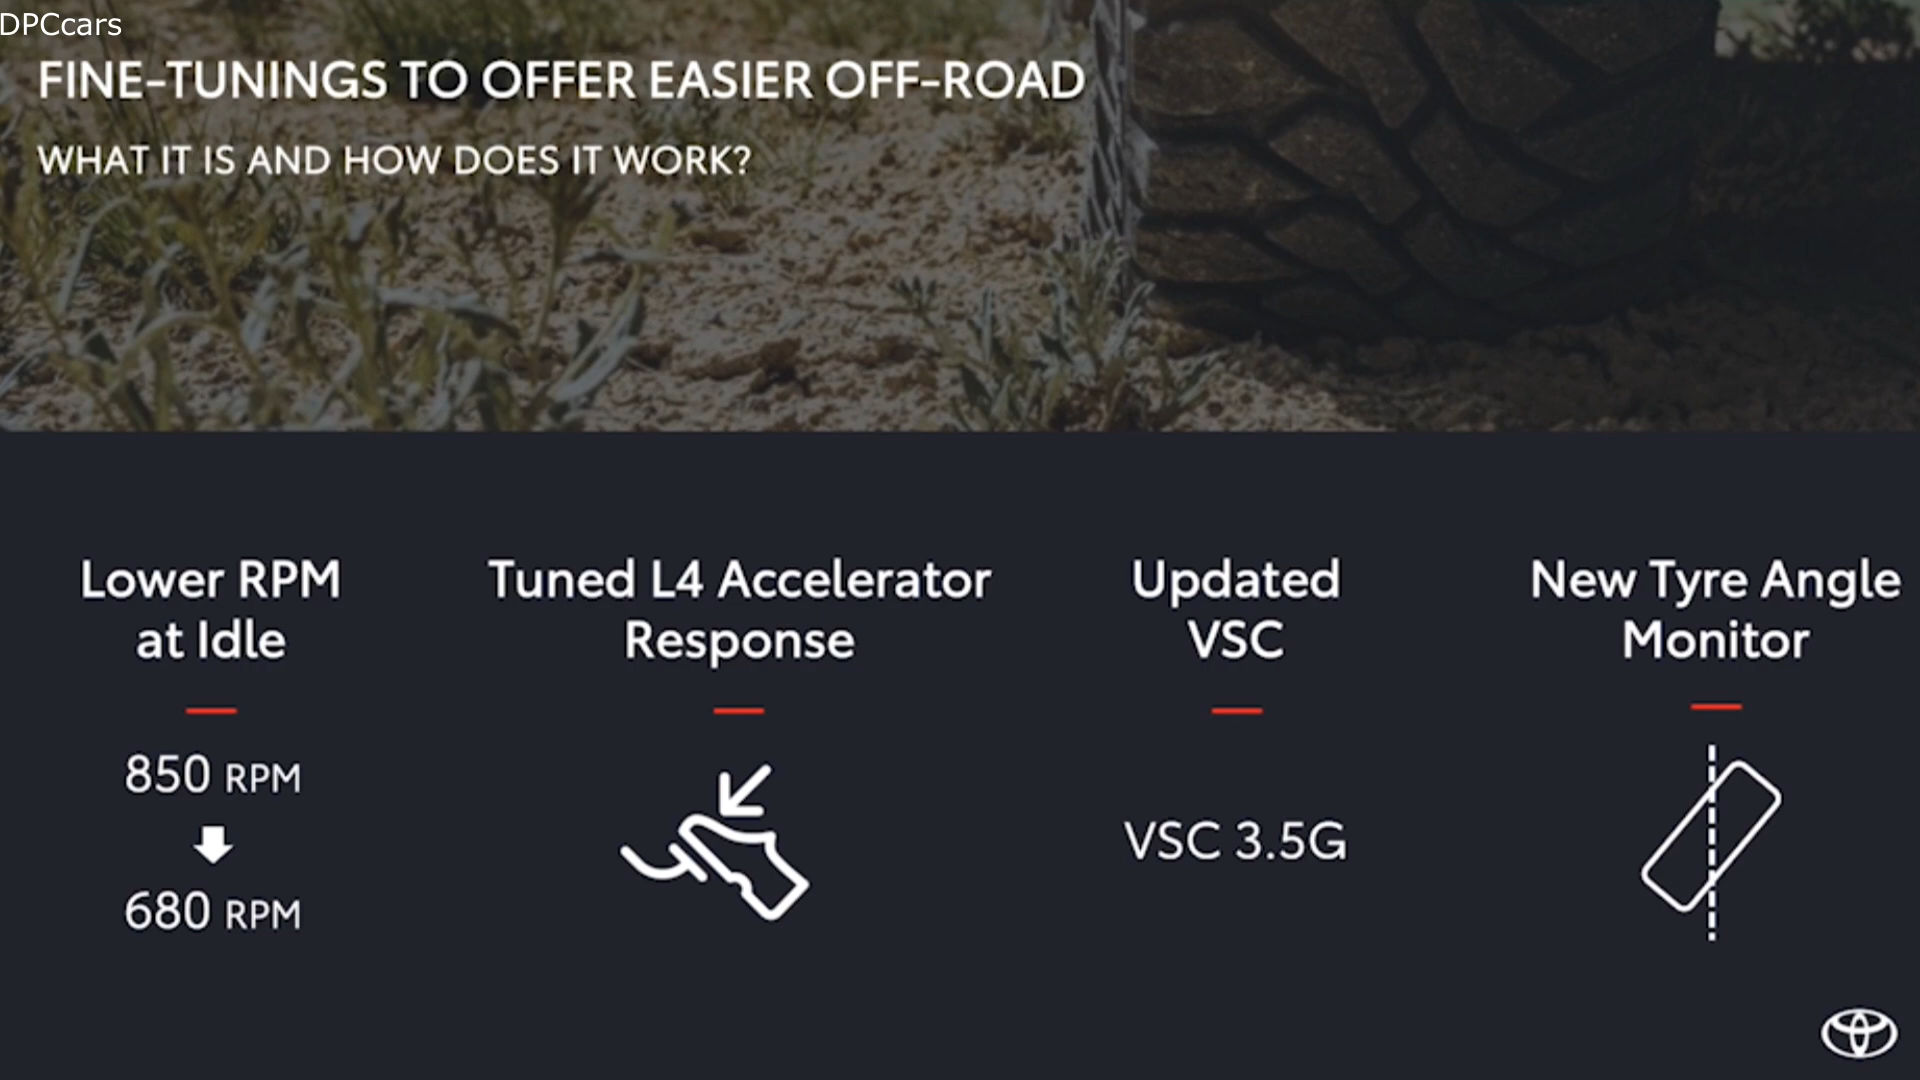 DPCcars
FINE-TUNINGS TO OFFER EASIER OFF-ROAD
WHAT IT IS AND HOW DOES IT WORK?
Lower RPM
at Idle
850 RPM
680 RPM
Tuned L4 Accelerator
Response
Updated
VSC
VSC 3.5G
New Tyre Angle
Monitor